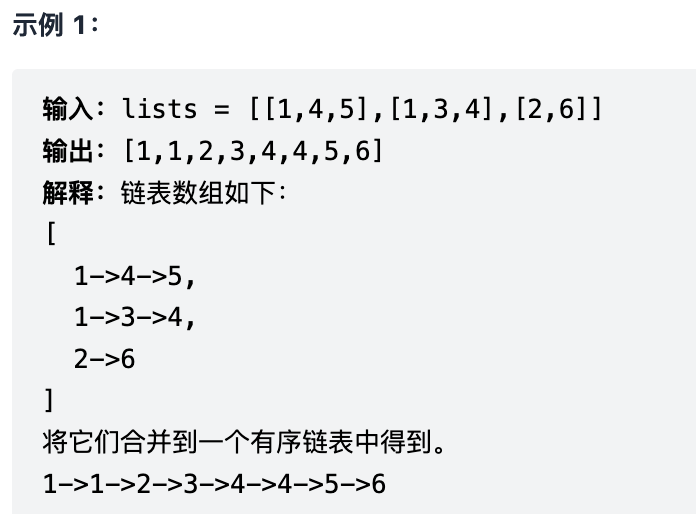 示例 1：
输入：lists = [[1,4,5],[1,3,4],[2,6]]
输出：[1,1,2,3,4,4,5,6]
解释：链表数组如下：
[
  1->4->5,
  1->3->4,
  2->6
]
将它们合并到一个有序链表中得到。
1->1->2->3->4->4->5->6